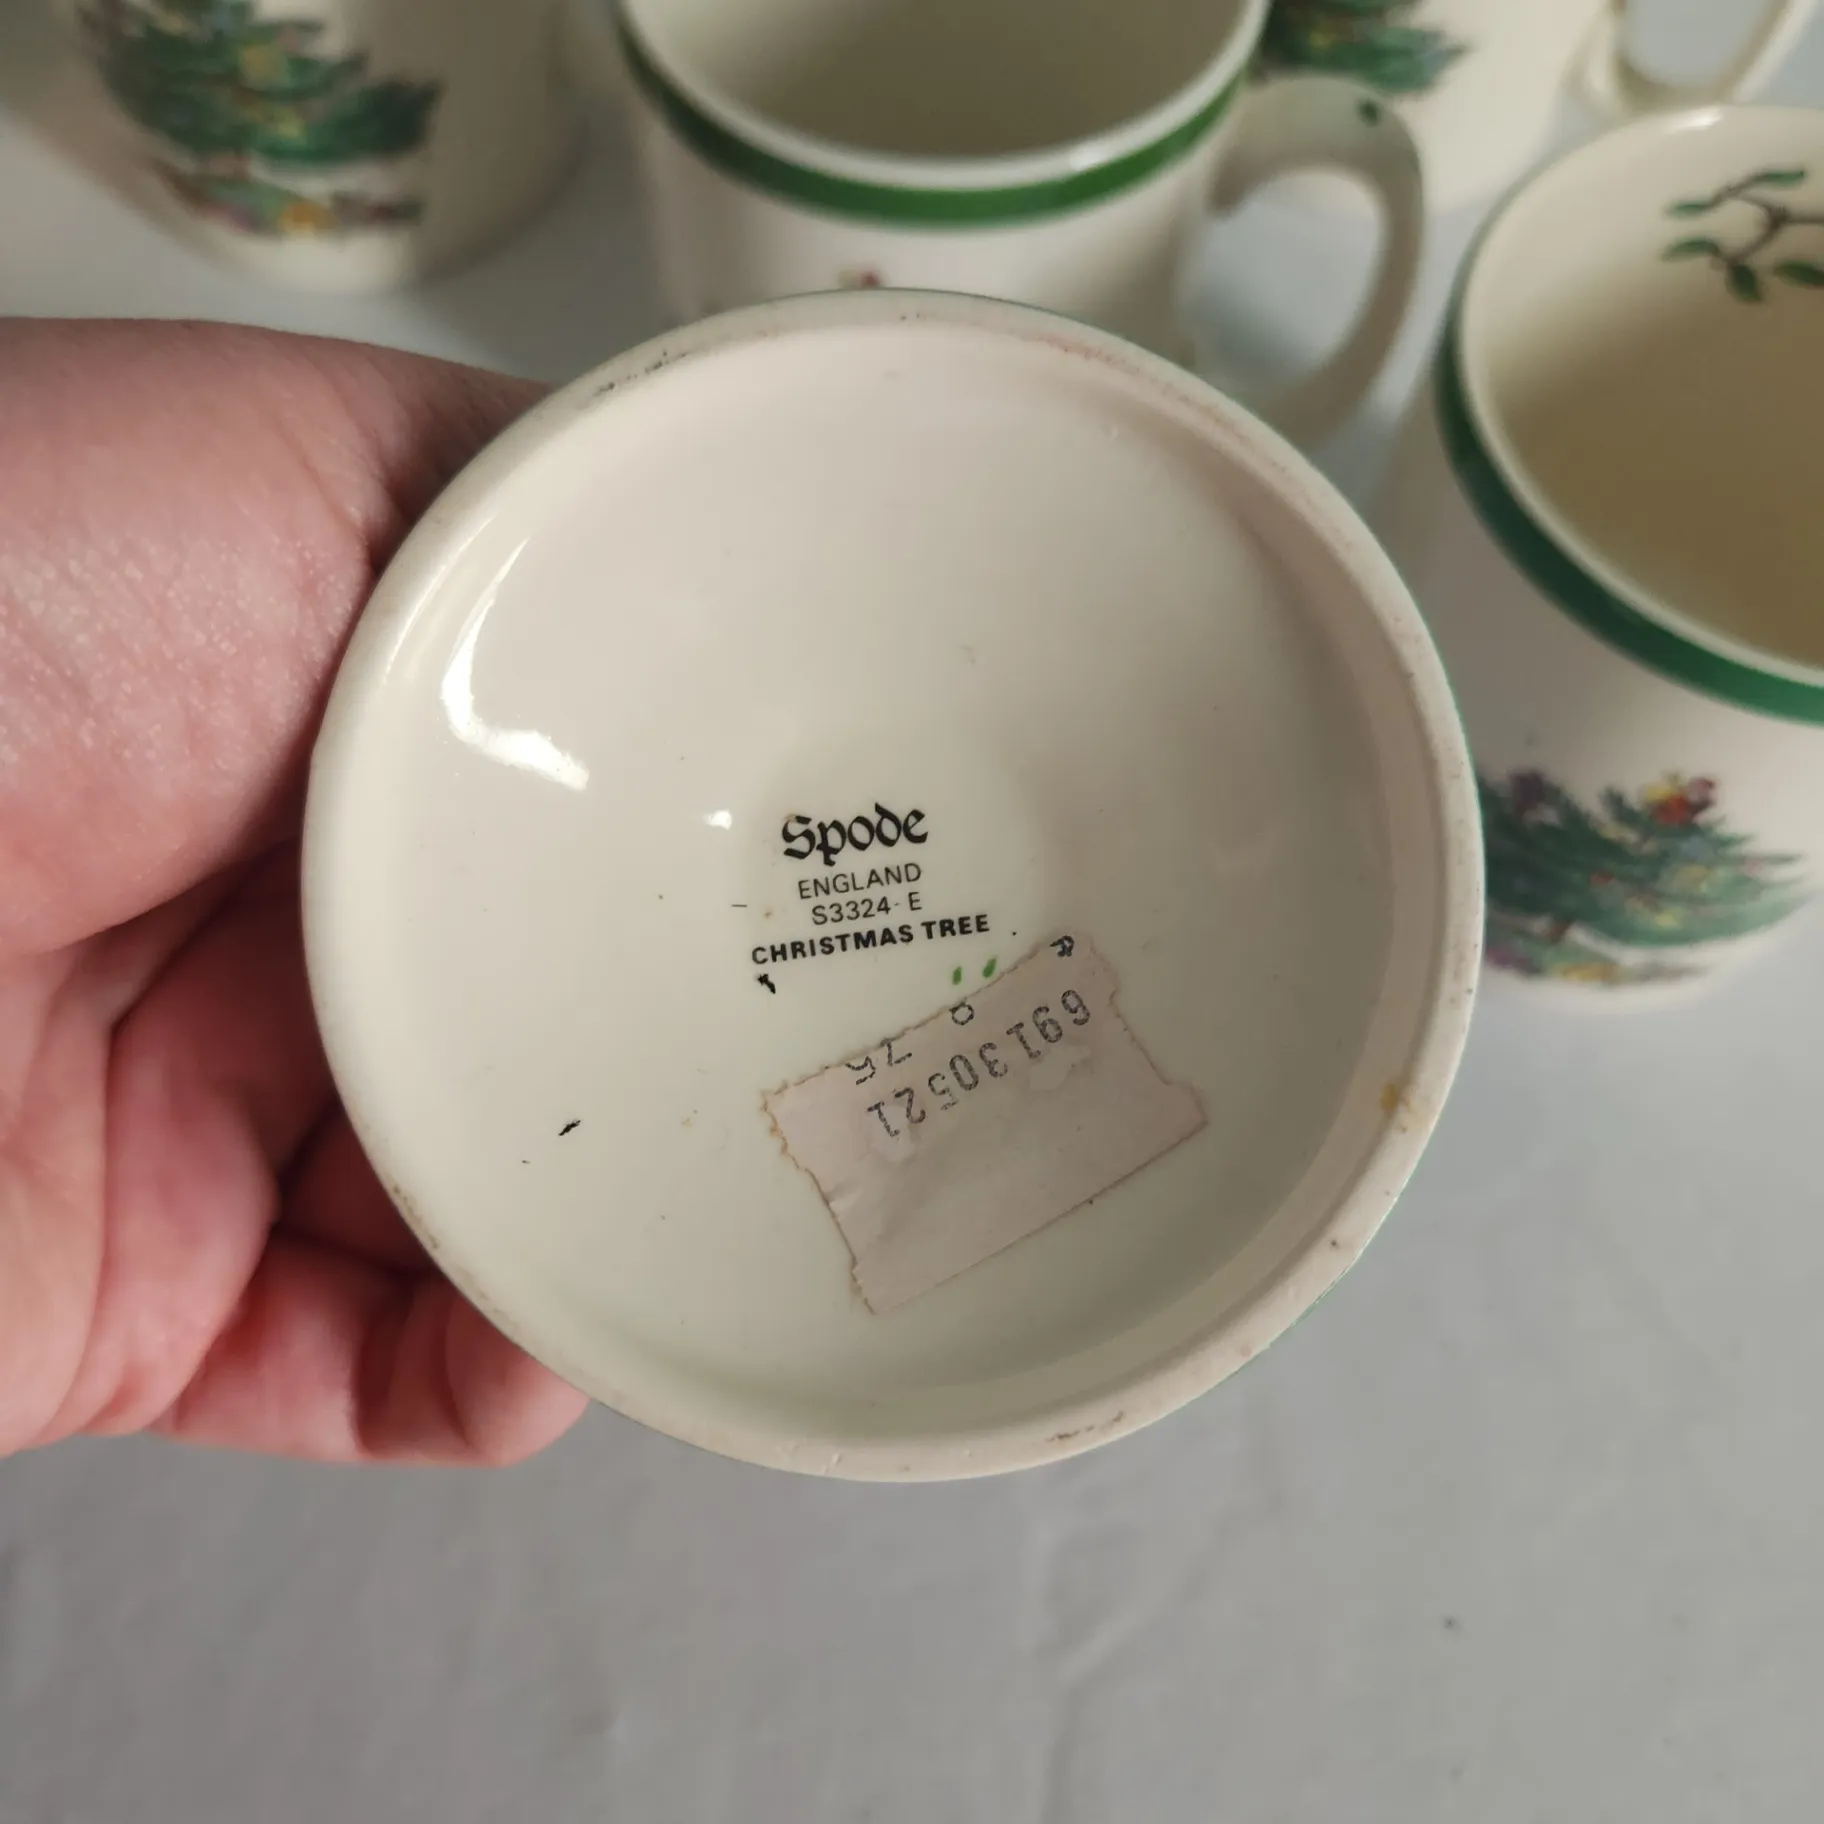 Spode
ENGLAND
S3324-E
CHRISTMAS TREE
69130521